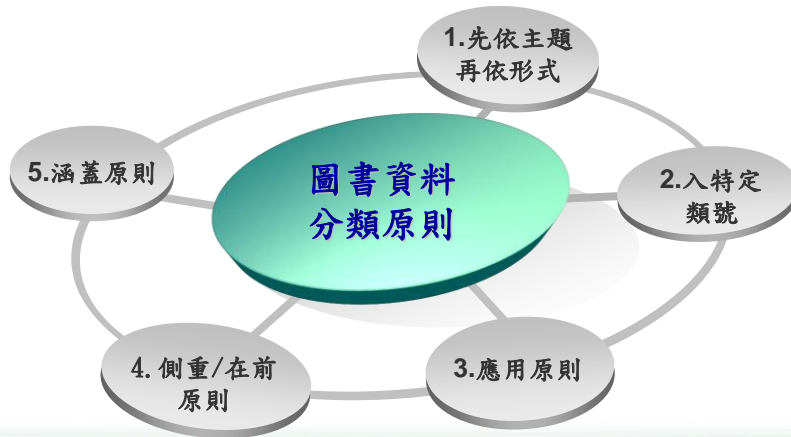 圖書資料
分類原則
1.先依主題
再依形式
2.入特定
類號
3.應用原則
4.側重/在前
原則
5.涵蓋原則